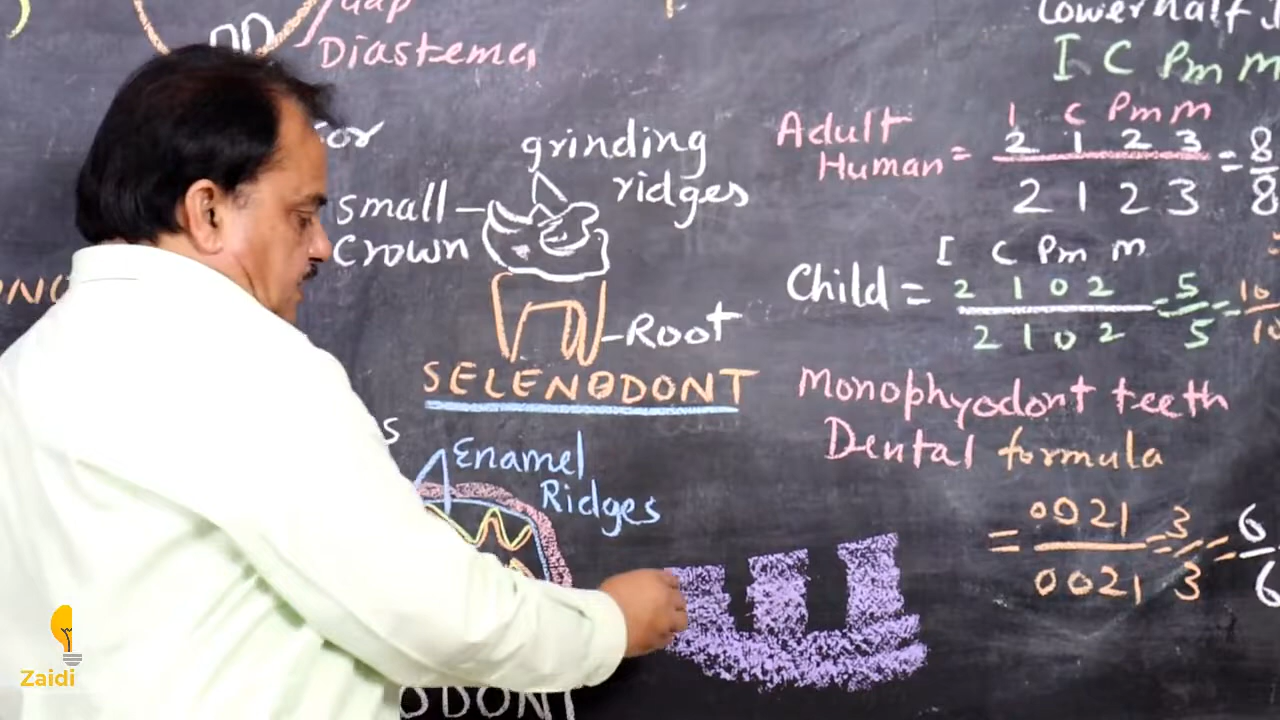 Gap
Diastema
grinding
ridges
small
Crown
Root
SELENODONT
Enamel
Ridges
ODONT
Lower half
I C Pm m
Adult
Human =
I C Pm m
2 1 2 3
2 1 2 3
= 8
8
I C Pm m
Child =
2 1 0 2
2 1 0 2
= 5
5
= 10
10
Monophyodont teeth
Dental formula
= 0021
0021
= 3
3
= 6
6
Zaidi